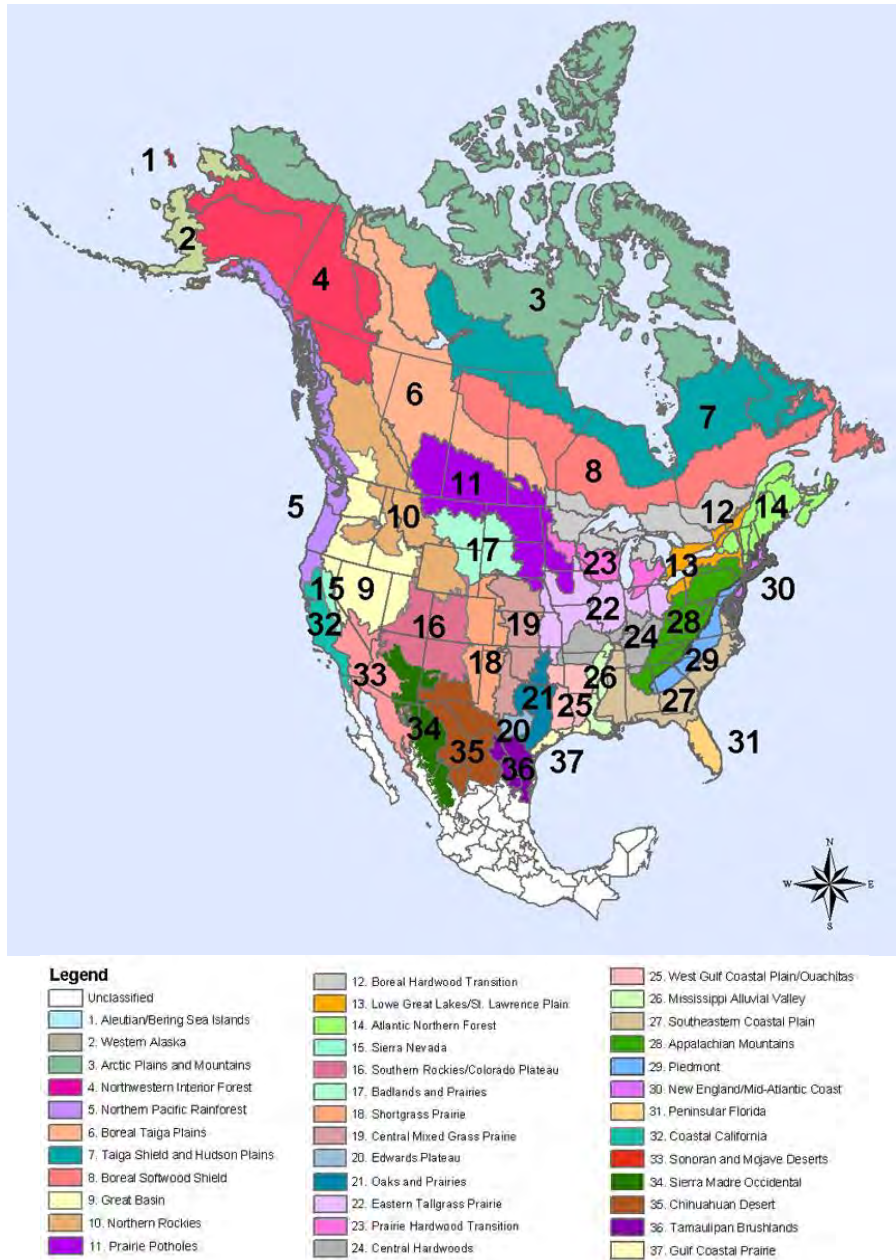 1
2
4
3
6
7
8
11
5
10
12
14
17
23
13
30
15
9
22
32
16
19
24
28
18
29
33
26
21
25
27
34
20
31
35
36
37
N
W
E
S
Legend
Unclassified
1. Aleutian/Bering Sea Islands
2. Western Alaska
3. Arctic Plains and Mountains
4. Northwestern Interior Forest
5. Northern Pacific Rainforest
6. Boreal Taiga Plains
7. Taiga Shield and Hudson Plains
8. Boreal Softwood Shield
9. Great Basin
10. Northern Rockies
11. Prairie Potholes
12. Boreal Hardwood Transition
13. Lowe Great Lakes/St. Lawrence Plain
14. Atlantic Northern Forest
15. Sierra Nevada
16. Southern Rockies/Colorado Plateau
17. Badlands and Prairies
18. Shortgrass Prairie
19. Central Mixed Grass Prairie
20. Edwards Plateau
21. Oaks and Prairies
22. Eastern Tallgrass Prairie
23. Prairie Hardwood Transition
24. Central Hardwoods
25. West Gulf Coastal Plain/Ouachitas
26. Mississippi Alluvial Valley
27. Southeastern Coastal Plain
28. Appalachian Mountains
29. Piedmont
30. New England/Mid-Atlantic Coast
31. Peninsular Florida
32. Coastal California
33. Sonoran and Mojave Deserts
34. Sierra Madre Occidental
35. Chihuahuan Desert
36. Tamaulipan Brushlands
37. Gulf Coastal Prairie